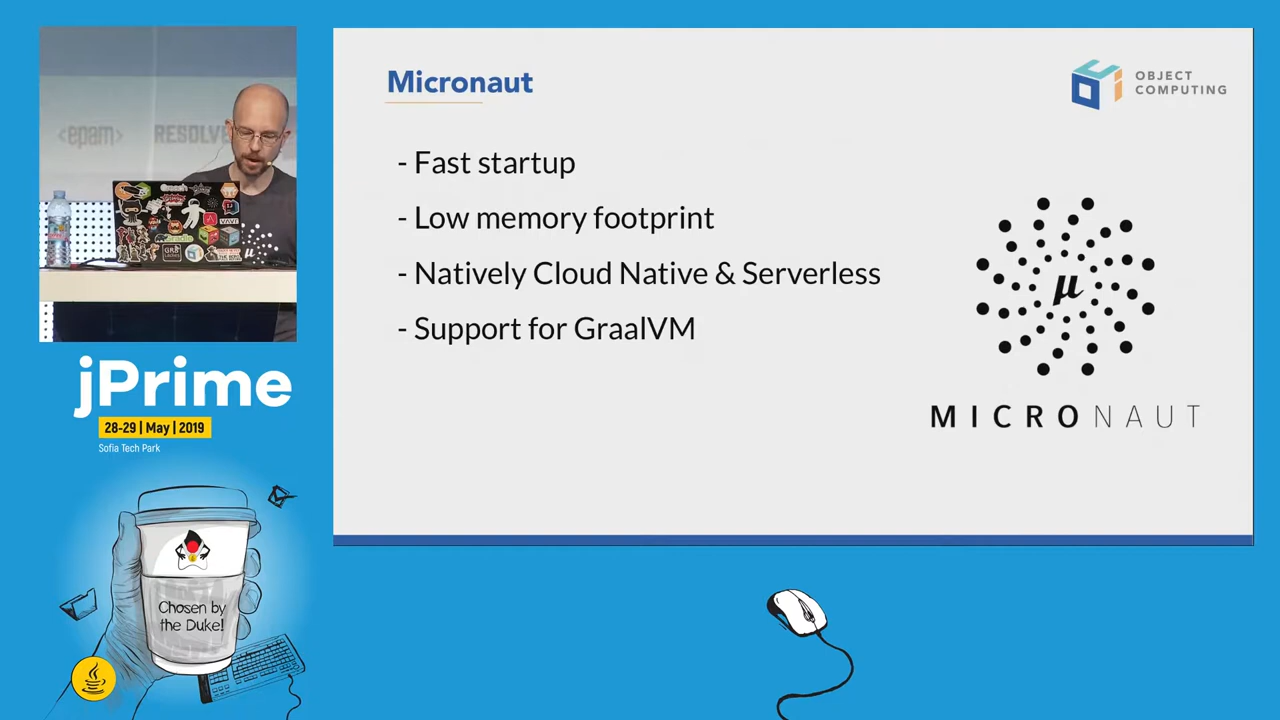 <epam>
RESOLVE
jPrime
28-29 | May | 2019
Sofia Tech Park
Chosen by
the Duke!
Micronaut
OBJECT
COMPUTING
- Fast startup
- Low memory footprint
- Natively Cloud Native & Serverless
- Support for GraalVM
µ
MICRONAUT